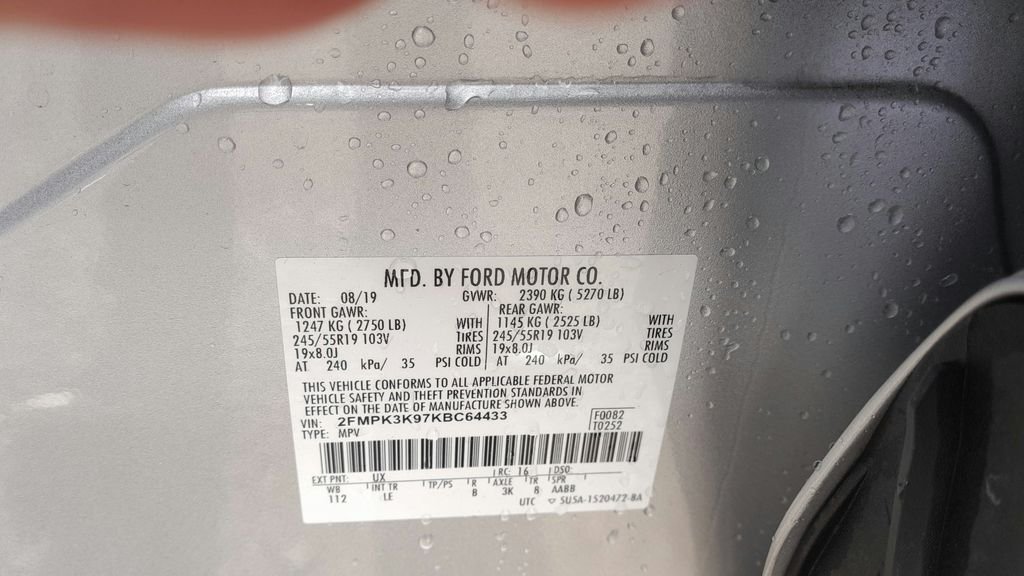 MFD. BY FORD MOTOR CO.
DATE: 08/19 GVWR: 2390 KG ( 5270 LB)
FRONT GAWR: REAR GAWR:
1247 KG ( 2750 LB) WITH 1145 KG ( 2525 LB) WITH
245/55R19 103V TIRES 245/55R19 103V TIRES
19x8.0J RIMS 19x8.0J RIMS
AT 240 kPa/ 35 PSI COLD AT 240 kPa/ 35 PSI COLD
THIS VEHICLE CONFORMS TO ALL APPLICABLE FEDERAL MOTOR
VEHICLE SAFETY AND THEFT PREVENTION STANDARDS IN
EFFECT ON THE DATE OF MANUFACTURE SHOWN ABOVE.
VIN: 2FMPK3K97KBC64433 F0082
TYPE: MPV T0252
EXT PNT: UX RC: 16 DSO:
WB INT TR TP/PS R AXLE TR SPR
112 LE B 3K 8 AABB
UTC ▽ 5U5A-1520472-BA